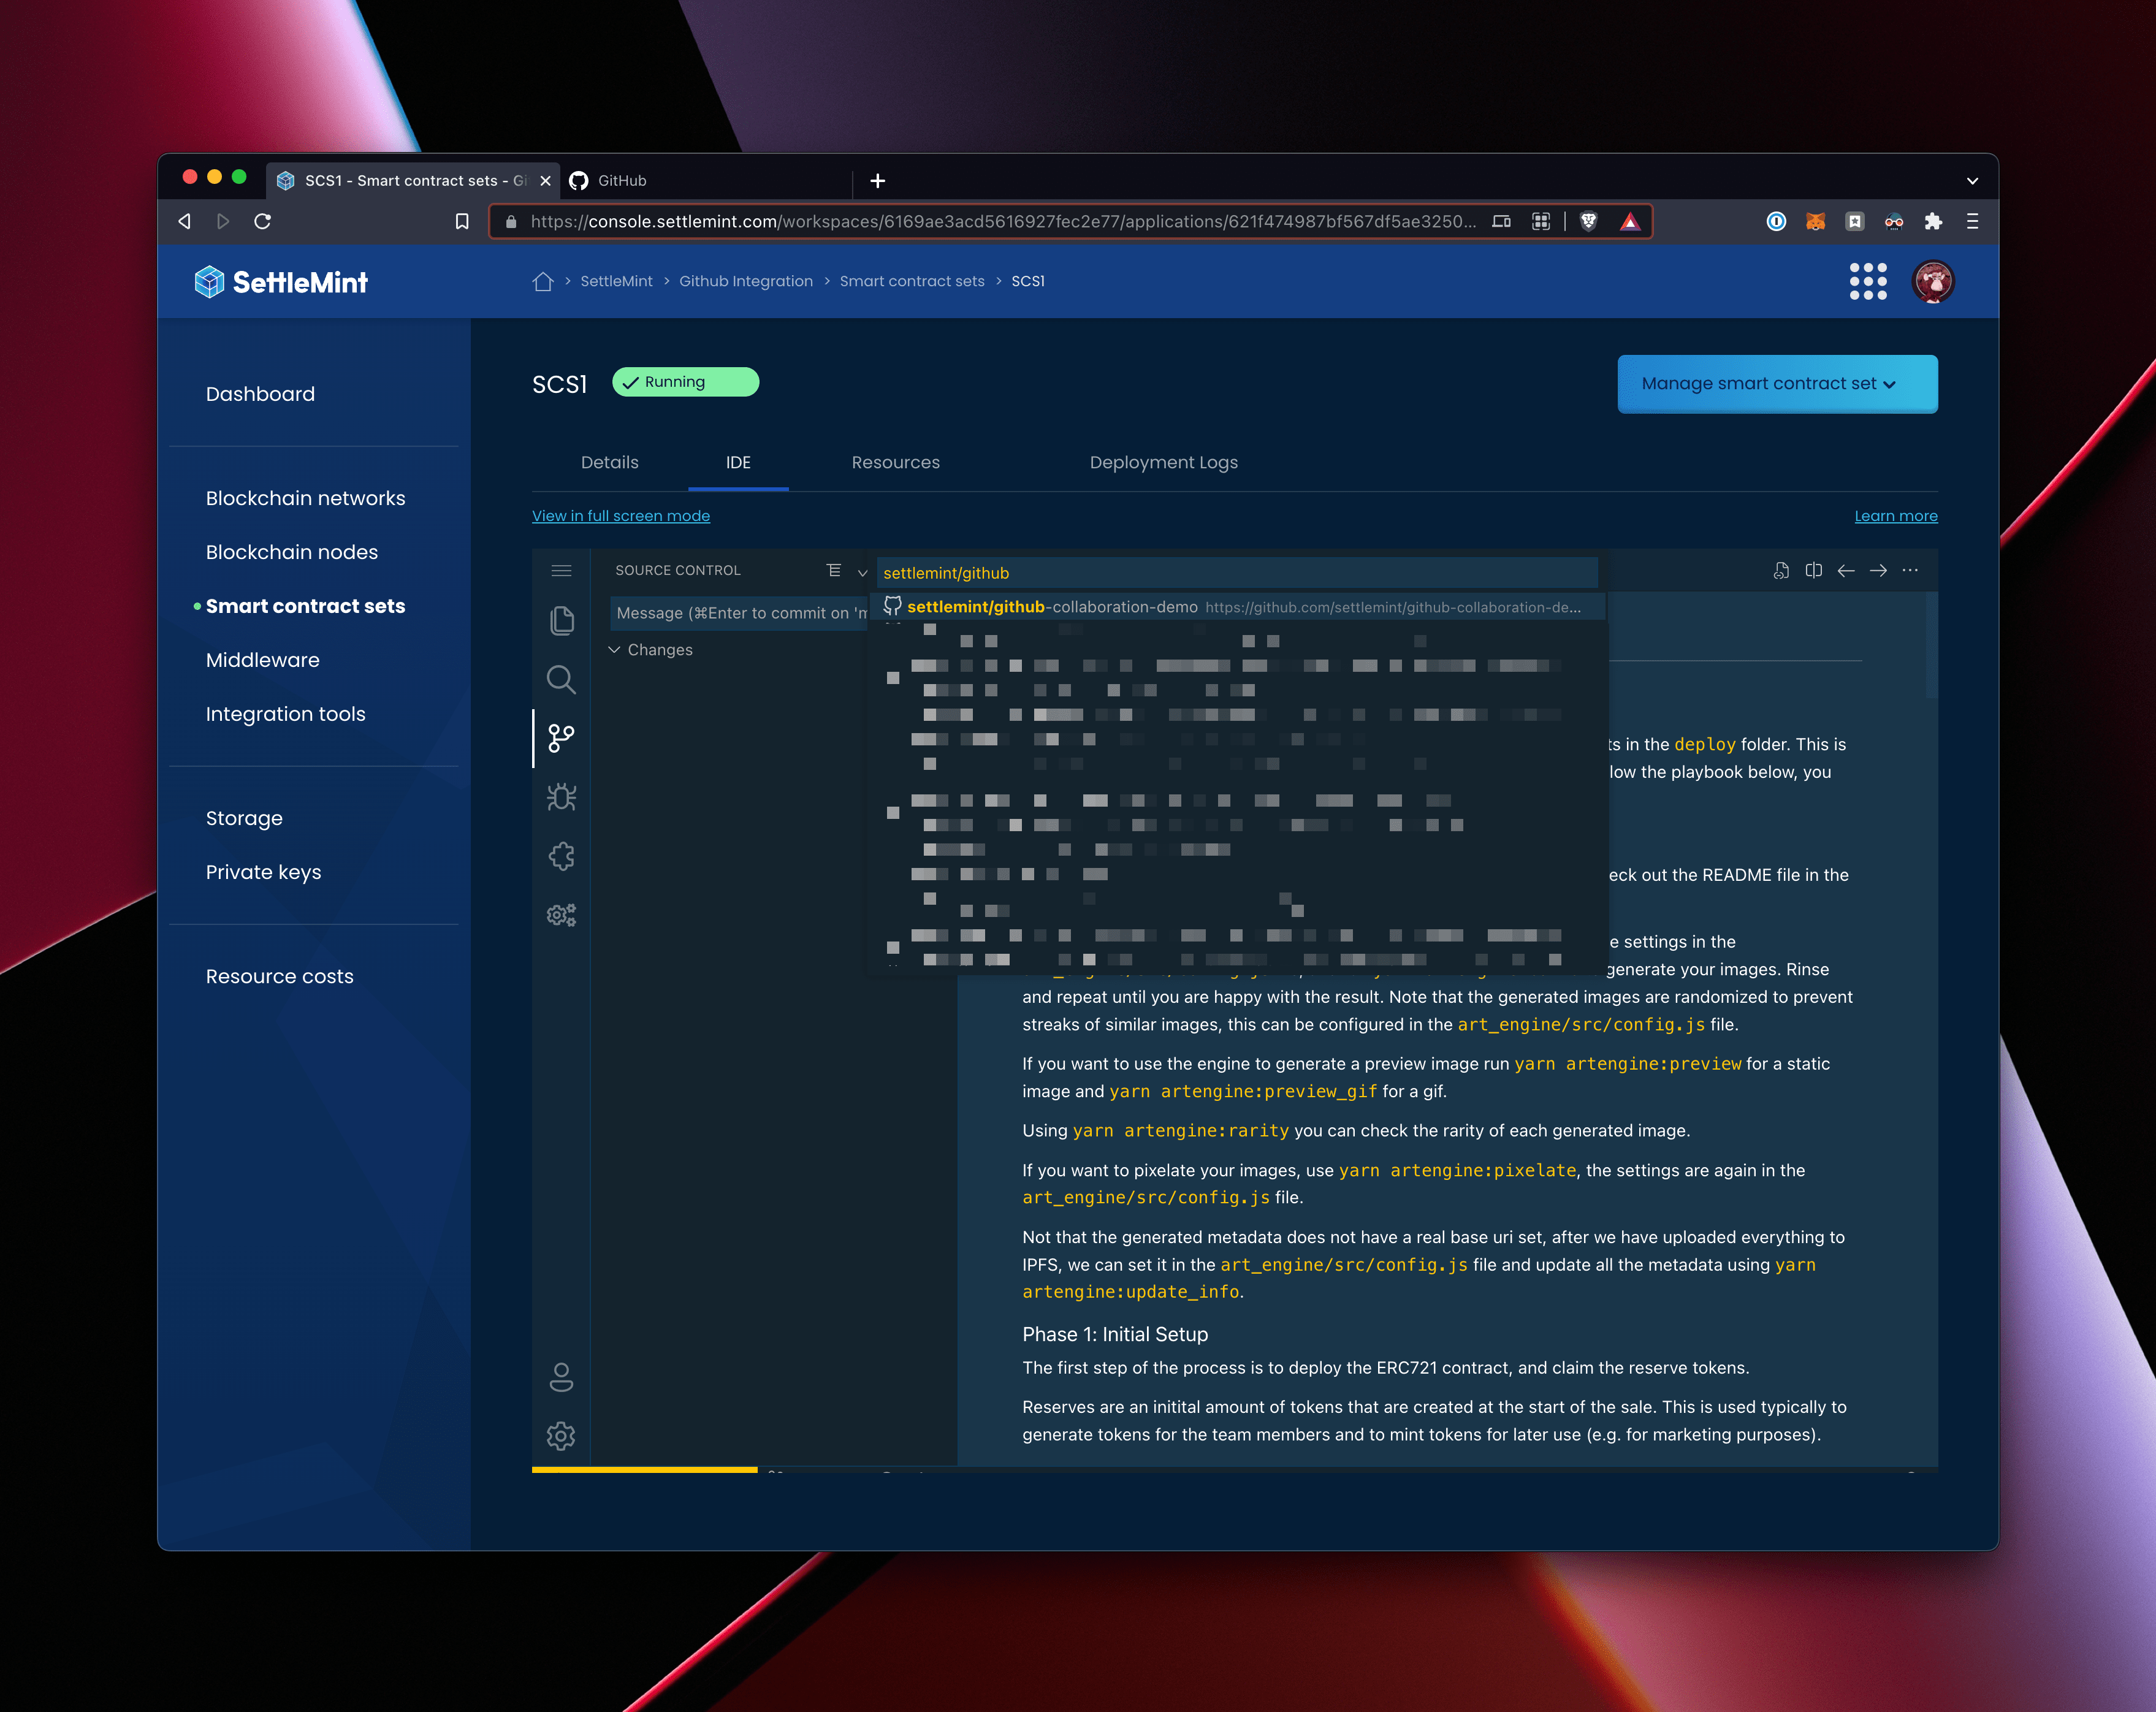 SCS1 - Smart contract sets - Gi
GitHub
https://console.settlemint.com/workspaces/6169ae3acd5616927fec2e77/applications/621f474987bf567df5ae3250...
SettleMint
SettleMint > Github Integration > Smart contract sets > SCS1
Dashboard
Blockchain networks
Blockchain nodes
Smart contract sets
Middleware
Integration tools
Storage
Private keys
Resource costs
SCS1
Running
Manage smart contract set
Details IDE Resources Deployment Logs
View in full screen mode
Learn more
SOURCE CONTROL
Message (⌘Enter to commit on 'm
Changes
settlemint/github
settlemint/github-collaboration-demo https://github.com/settlemint/github-collaboration-de...
ts in the deploy folder. This is
low the playbook below, you
eck out the README file in the
e settings in the
generate your images. Rinse
and repeat until you are happy with the result. Note that the generated images are randomized to prevent
streaks of similar images, this can be configured in the art_engine/src/config.js file.
If you want to use the engine to generate a preview image run yarn artengine:preview for a static
image and yarn artengine:preview_gif for a gif.
Using yarn artengine:rarity you can check the rarity of each generated image.
If you want to pixelate your images, use yarn artengine:pixelate, the settings are again in the
art_engine/src/config.js file.
Not that the generated metadata does not have a real base uri set, after we have uploaded everything to
IPFS, we can set it in the art_engine/src/config.js file and update all the metadata using yarn
artengine:update_info.
Phase 1: Initial Setup
The first step of the process is to deploy the ERC721 contract, and claim the reserve tokens.
Reserves are an initital amount of tokens that are created at the start of the sale. This is used typically to
generate tokens for the team members and to mint tokens for later use (e.g. for marketing purposes).